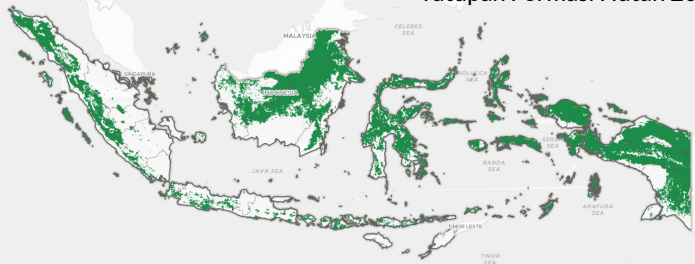 CELEBES
SEA
MALAYSIA
SINGAPURA
MOLUCCA
SEA
INDONESIA
SERAM
SEA
JAVA SEA
BANDA
SEA
ARAFURA
SEA
TIMOR LESTE
TIMOR
SEA